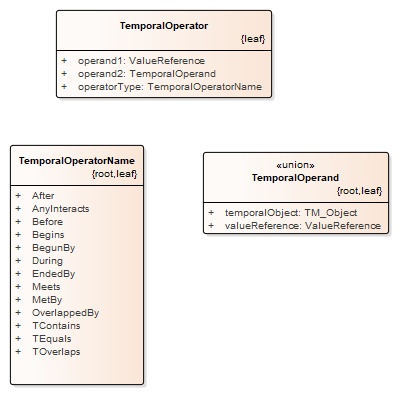 TemporalOperator
{leaf}
+ operand1: ValueReference
+ operand2: TemporalOperand
+ operatorType: TemporalOperatorName
TemporalOperatorName
{root,leaf}
+ After
+ AnyInteracts
+ Before
+ Begins
+ BegunBy
+ During
+ EndedBy
+ Meets
+ MetBy
+ OverlappedBy
+ TContains
+ TEquals
+ TOverlaps
«union»
TemporalOperand
{root,leaf}
+ temporalObject: TM_Object
+ valueReference: ValueReference